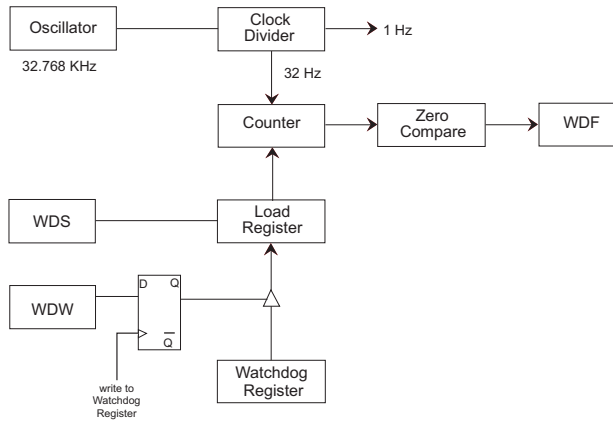 Oscillator
Clock
Divider
1 Hz
32.768 KHz
32 Hz
Counter
Zero
Compare
WDF
WDS
Load
Register
D
Q
WDW
Q
Watchdog
Register
write to
Watchdog
Register